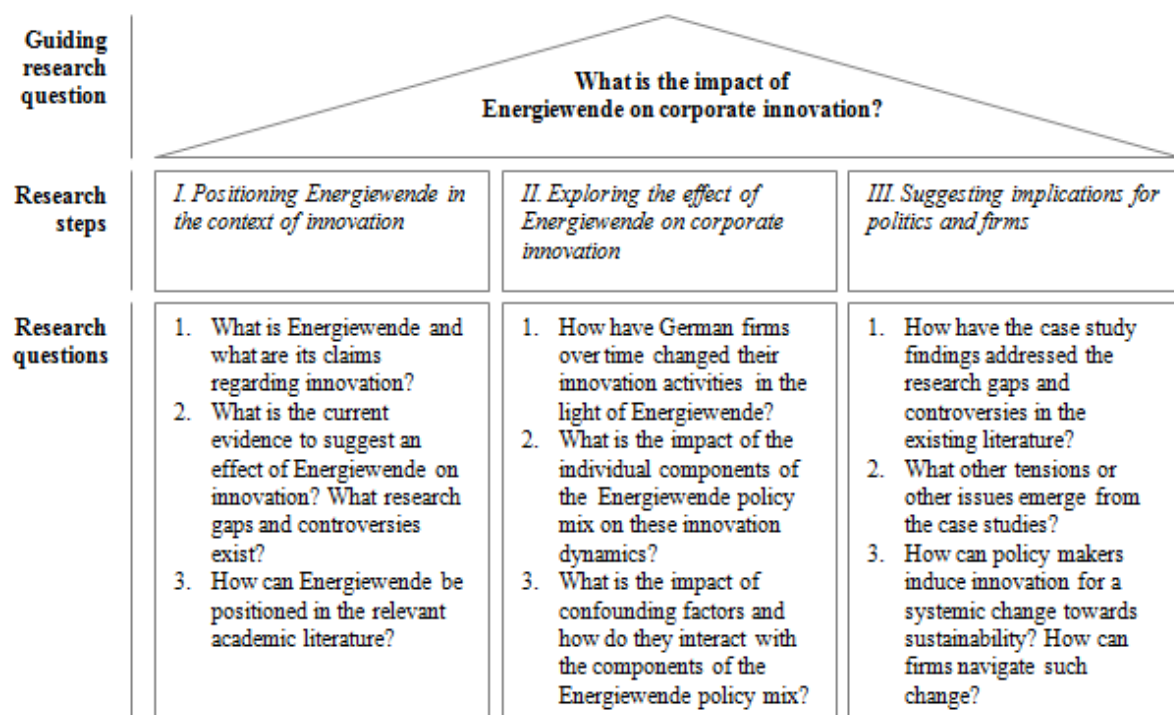 Guiding
research
question
What is the impact of
Energiewende on corporate innovation?
Research
steps
I. Positioning Energiewende in
the context of innovation
II. Exploring the effect of
Energiewende on corporate
innovation
III. Suggesting implications for
politics and firms
Research
questions
1. What is Energiewende and
what are its claims
regarding innovation?
2. What is the current
evidence to suggest an
effect of Energiewende on
innovation? What research
gaps and controversies
exist?
3. How can Energiewende be
positioned in the relevant
academic literature?
1. How have German firms
over time changed their
innovation activities in the
light of Energiewende?
2. What is the impact of the
individual components of
the Energiewende policy
mix on these innovation
dynamics?
3. What is the impact of
confounding factors and
how do they interact with
the components of the
Energiewende policy mix?
1. How have the case study
findings addressed the
research gaps and
controversies in the
existing literature?
2. What other tensions or
other issues emerge from
the case studies?
3. How can policy makers
induce innovation for a
systemic change towards
sustainability? How can
firms navigate such
change?